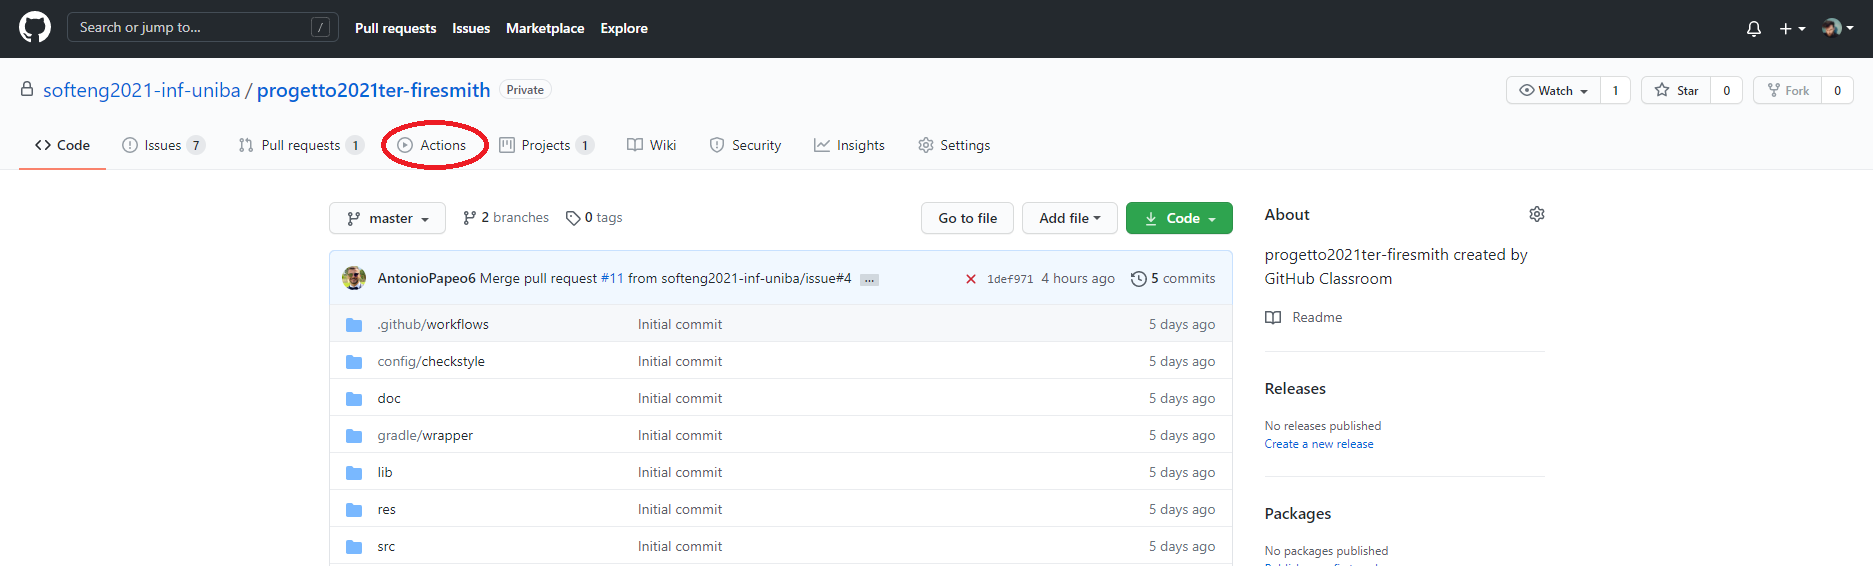 Search or jump to... /
Pull requests Issues Marketplace Explore
softeng2021-inf-uniba / progetto2021ter-firesmith Private
Watch 1 Star 0 Fork 0
Code Issues 7 Pull requests 1 Actions Projects 1 Wiki Security Insights Settings
master 2 branches 0 tags Go to file Add file Code
AntonioPapeo6 Merge pull request #11 from softeng2021-inf-uniba/issue#4 ... 1def971 4 hours ago 5 commits
.github/workflows Initial commit 5 days ago
config/checkstyle Initial commit 5 days ago
doc Initial commit 5 days ago
gradle/wrapper Initial commit 5 days ago
lib Initial commit 5 days ago
res Initial commit 5 days ago
src Initial commit 5 days ago
About
progetto2021ter-firesmith created by
GitHub Classroom
Readme
Releases
No releases published
Create a new release
Packages
No packages published